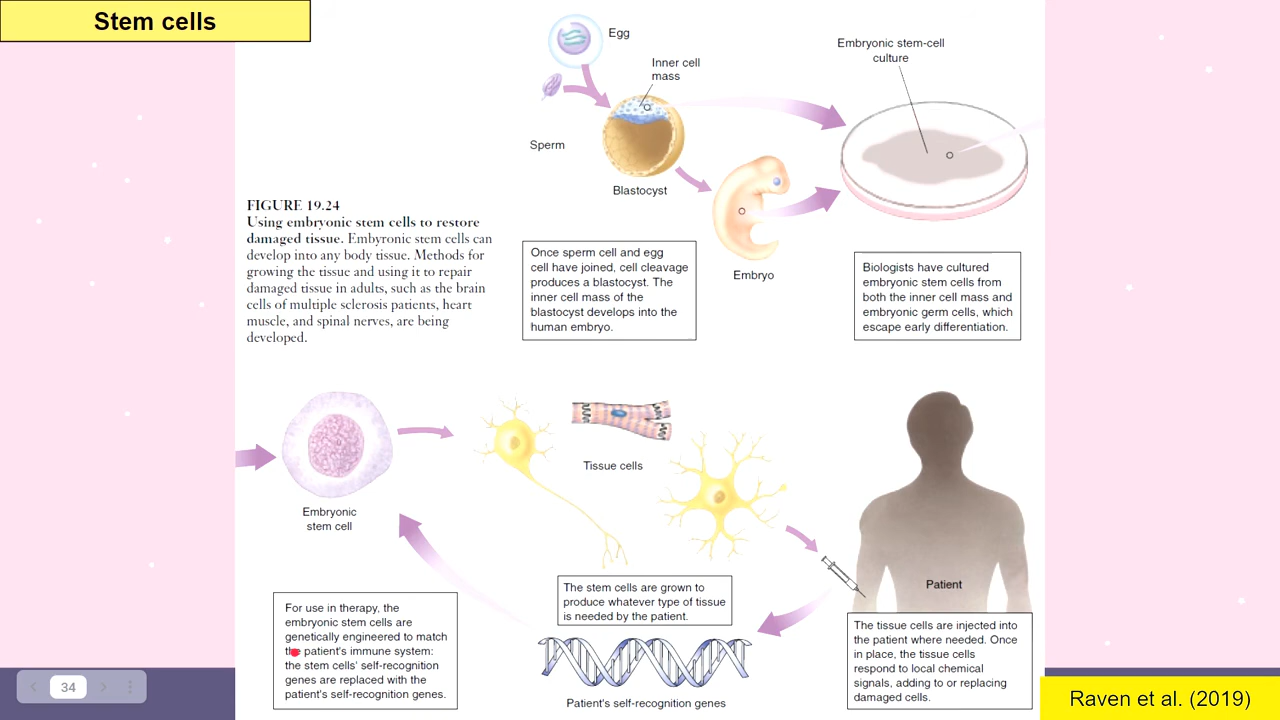 Stem cells
Egg
Inner cell
mass
Sperm
Blastocyst
Embryo
Embryonic stem-cell
culture
FIGURE 19.24
Using embryonic stem cells to restore
damaged tissue. Embyronic stem cells can
develop into any body tissue. Methods for
growing the tissue and using it to repair
damaged tissue in adults, such as the brain
cells of multiple sclerosis patients, heart
muscle, and spinal nerves, are being
developed.
Once sperm cell and egg
cell have joined, cell cleavage
produces a blastocyst. The
inner cell mass of the
blastocyst develops into the
human embryo.
Biologists have cultured
embryonic stem cells from
both the inner cell mass and
embryonic germ cells, which
escape early differentiation.
Embryonic
stem cell
Tissue cells
Patient
For use in therapy, the
embryonic stem cells are
genetically engineered to match
the patient's immune system:
the stem cells' self-recognition
genes are replaced with the
patient's self-recognition genes.
The stem cells are grown to
produce whatever type of tissue
is needed by the patient.
Patient's self-recognition genes
The tissue cells are injected into
the patient where needed. Once
in place, the tissue cells
respond to local chemical
signals, adding to or replacing
damaged cells.
34
Raven et al. (2019)